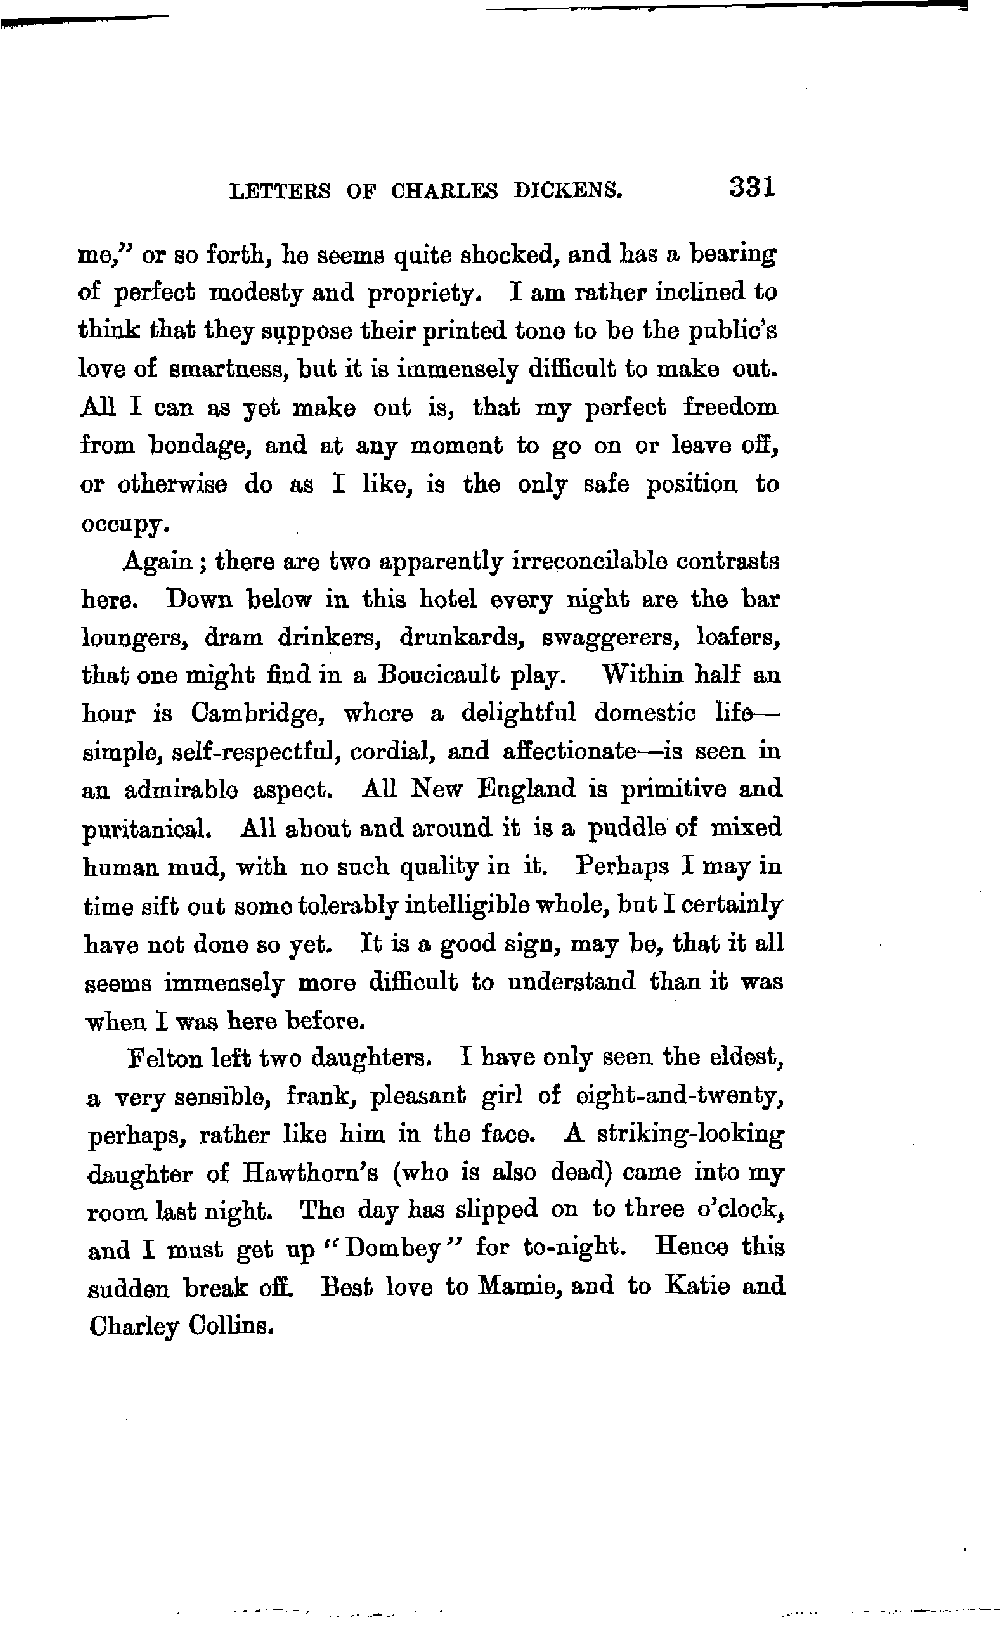 LETTERS OF CHARLES DICKENS. 331
me,” or so forth, he seems quite shocked, and has a bearing
of perfect modesty and propriety. I am rather inclined to
think that they suppose their printed tone to be the public’s
love of smartness, but it is immensely difficult to make out.
All I can as yet make out is, that my perfect freedom
from bondage, and at any moment to go on or leave off,
or otherwise do as I like, is the only safe position to
occupy.
Again; there are two apparently irreconcilable contrasts
here. Down below in this hotel every night are the bar
loungers, dram drinkers, drunkards, swaggerers, loafers,
that one might find in a Boucicault play. Within half an
hour is Cambridge, where a delightful domestic life—
simple, self-respectful, cordial, and affectionate—is seen in
an admirable aspect. All New England is primitive and
puritanical. All about and around it is a puddle of mixed
human mud, with no such quality in it. Perhaps I may in
time sift out some tolerably intelligible whole, but I certainly
have not done so yet. It is a good sign, may be, that it all
seems immensely more difficult to understand than it was
when I was here before.
Felton left two daughters. I have only seen the eldest,
a very sensible, frank, pleasant girl of eight-and-twenty,
perhaps, rather like him in the face. A striking-looking
daughter of Hawthorn’s (who is also dead) came into my
room last night. The day has slipped on to three o’clock,
and I must get up “Dombey” for to-night. Hence this
sudden break off. Best love to Mamie, and to Katie and
Charley Collins.